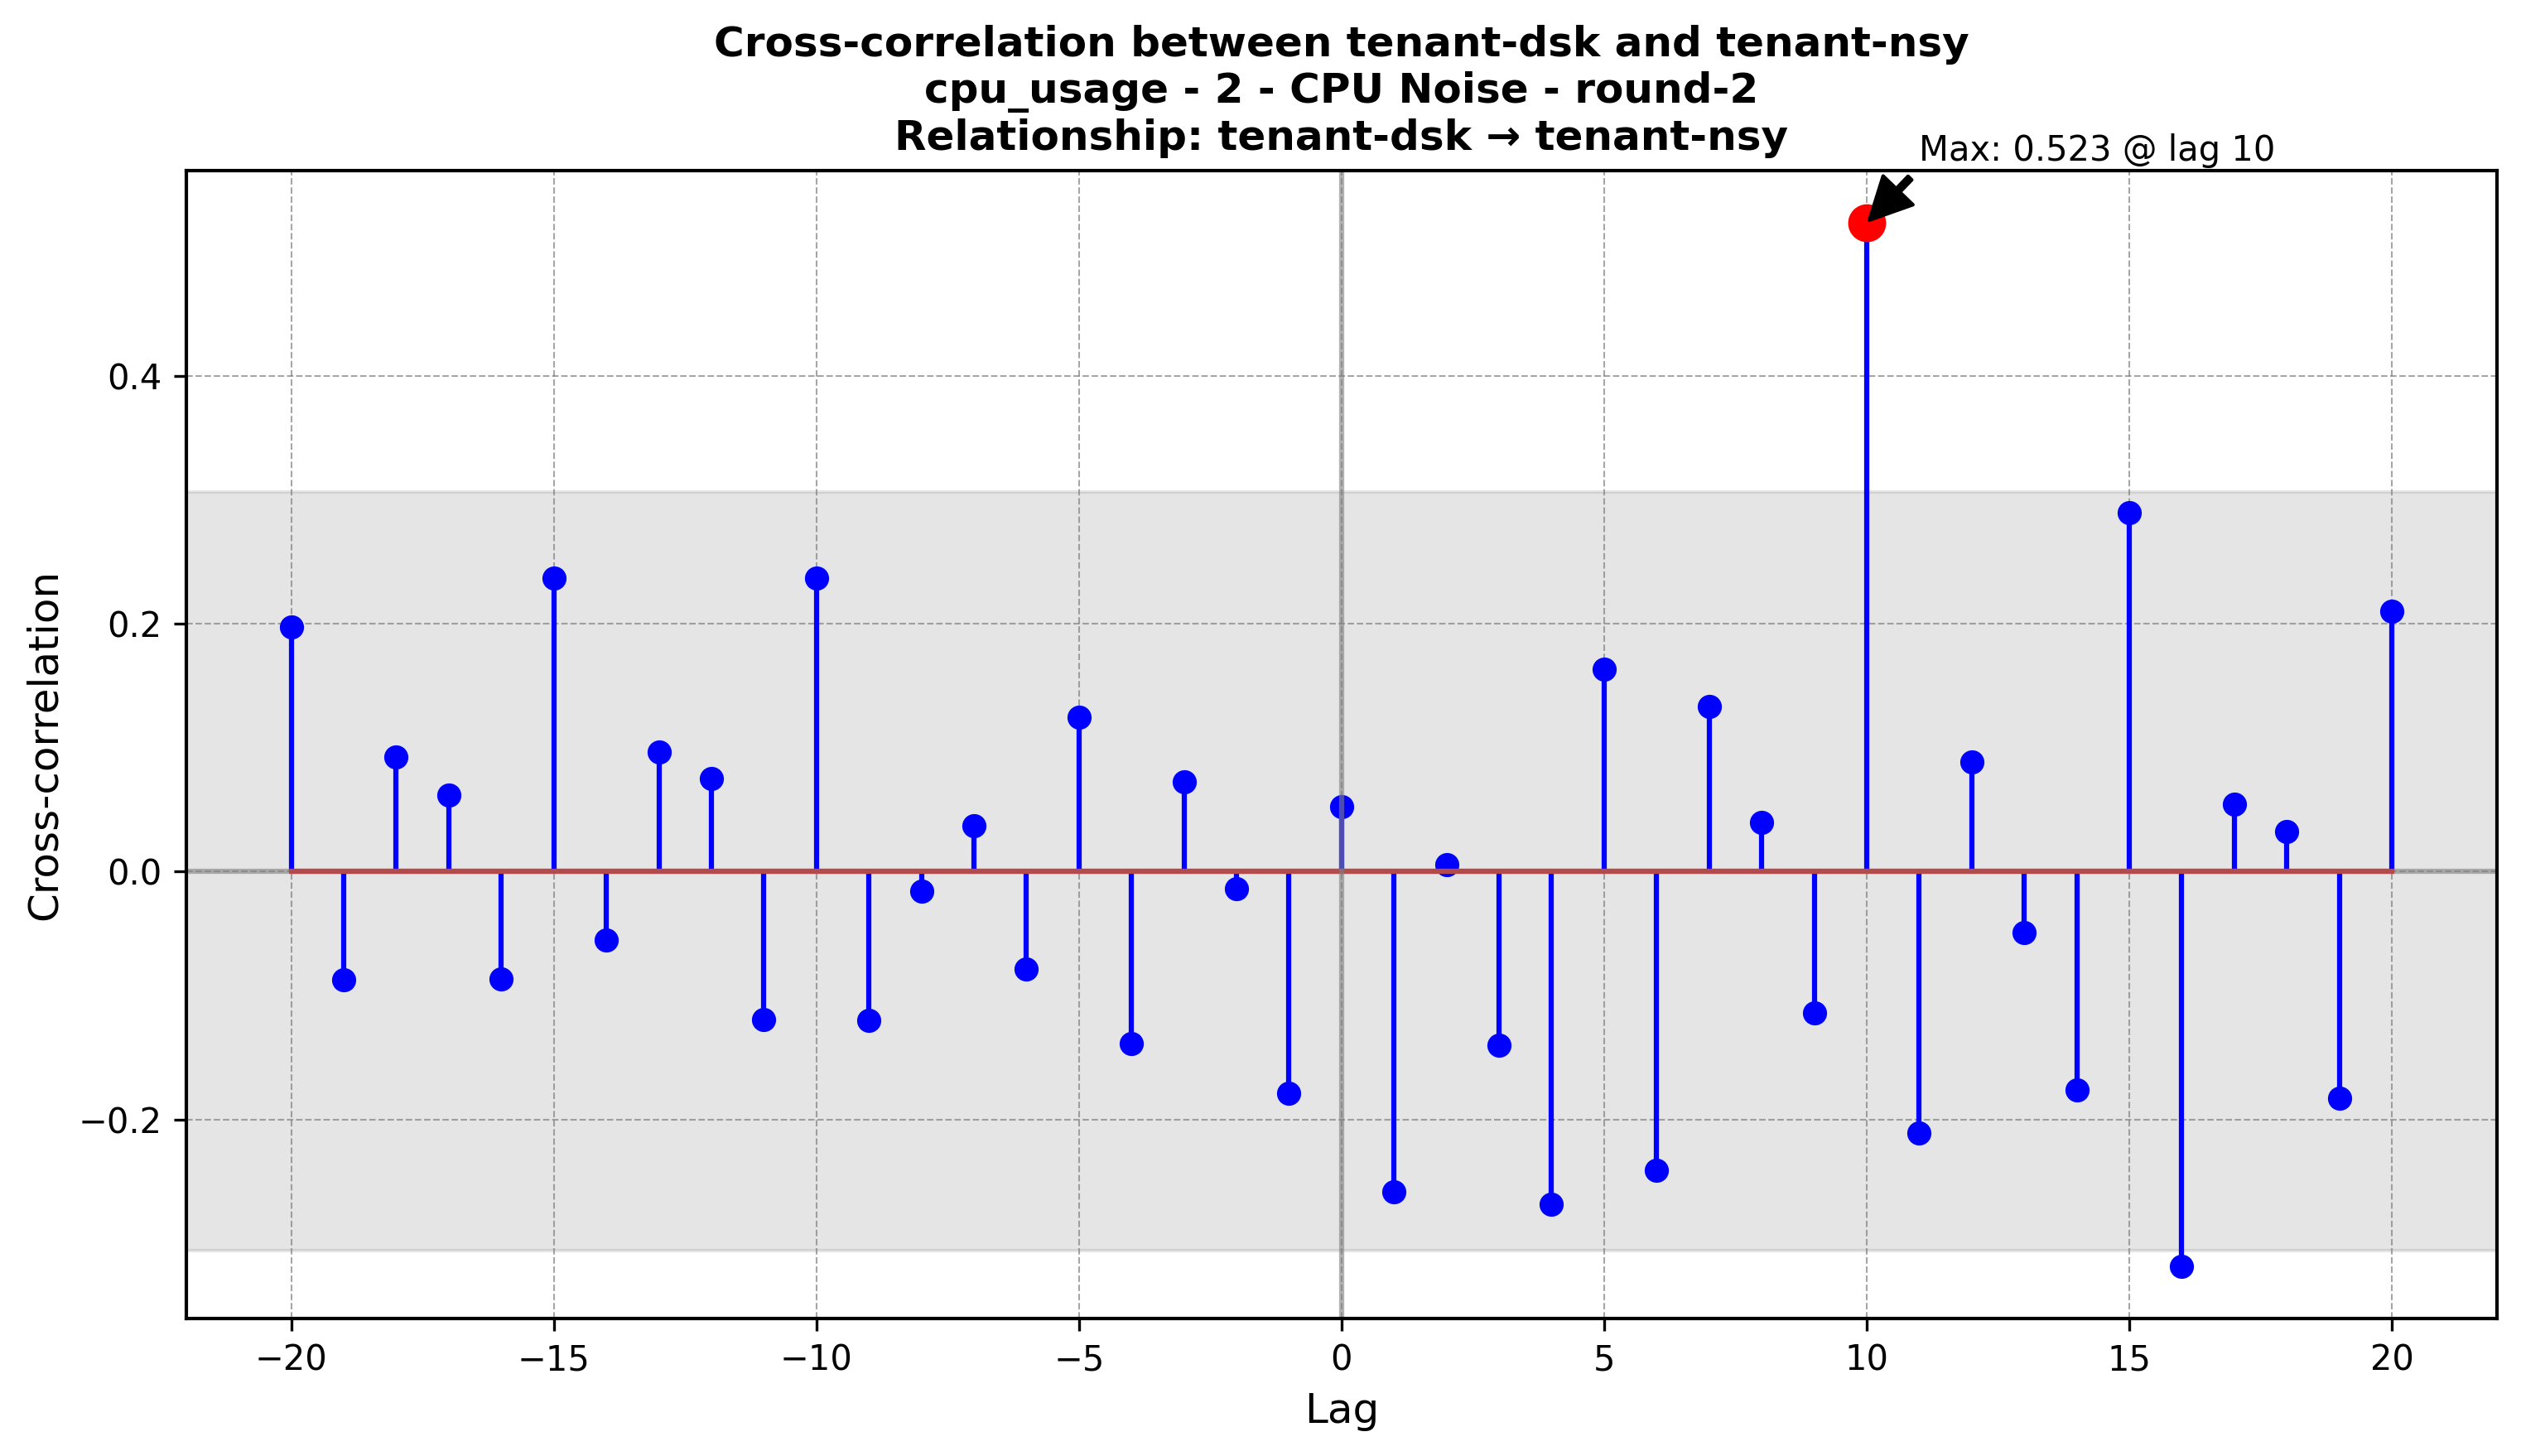 Cross-correlation between tenant-dsk and tenant-nsy
cpu_usage - 2 - CPU Noise - round-2
Relationship: tenant-dsk → tenant-nsy
Max: 0.523 @ lag 10
0.4
0.2
0.0
−0.2
Cross-correlation
−20 −15 −10 −5 0 5 10 15 20
Lag